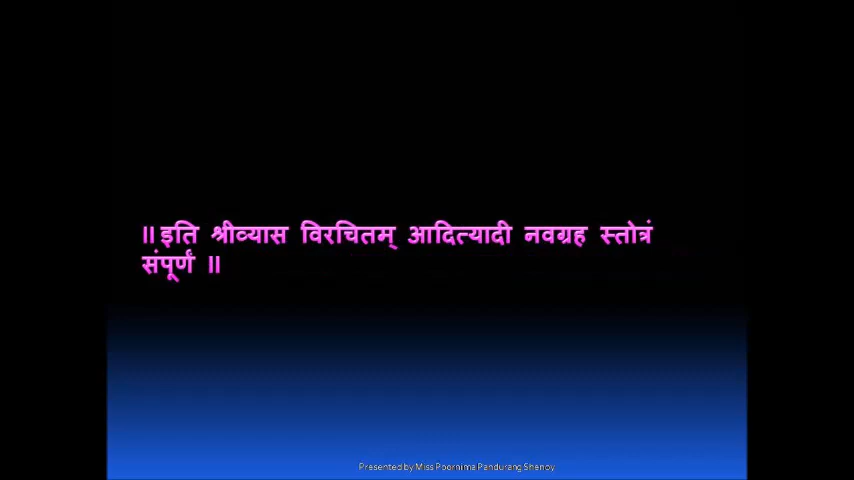 ॥ इति श्रीव्यास विरचितम् आदित्यादी नवग्रह स्तोत्रं
संपूर्णं ॥
Presented by Miss Poornima Pandurang Shenoy